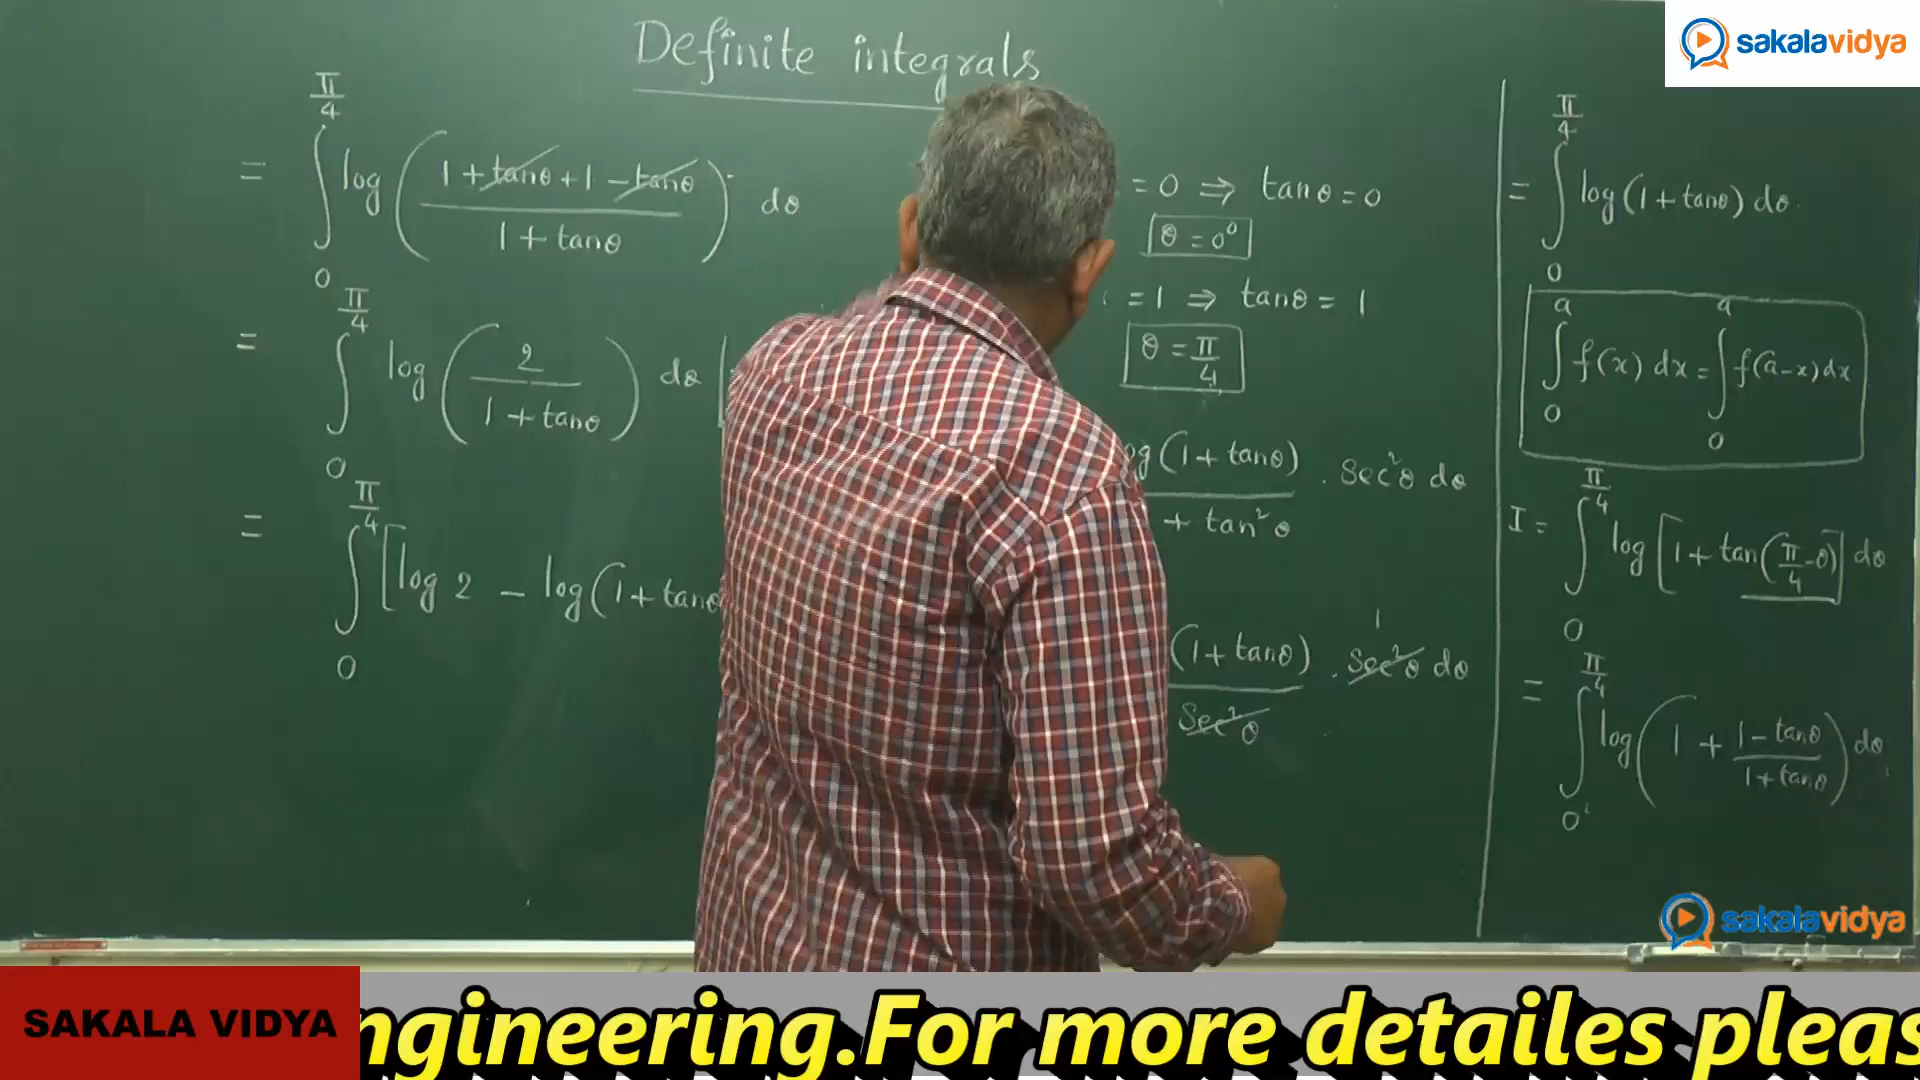 Definite integrals
sakalavidya
= ∫₀^(π/4) log((1 + tanθ + 1 - tanθ)/(1 + tanθ)) dθ
= ∫₀^(π/4) log(2/(1 + tanθ)) dθ
= ∫₀^(π/4) [log 2 - log(1 + tanθ
= 0 ⇒ tanθ = 0
θ = 0⁰
= 1 ⇒ tanθ = 1
θ = π/4
(1 + tanθ) . Sec²θ dθ
+ tan²θ
1
(1 + tanθ) . Sec²θ dθ
Sec²θ
= ∫₀^(π/4) log(1 + tanθ) dθ.
∫₀^a f(x) dx = ∫₀^a f(a-x) dx
I = ∫₀^(π/4) log[1 + tan(π/4 - θ)] dθ
= ∫₀^(π/4) log(1 + (1 - tanθ)/(1 + tanθ)) dθ
sakalavidya
SAKALA VIDYA
ngineering.For more detailes pleas